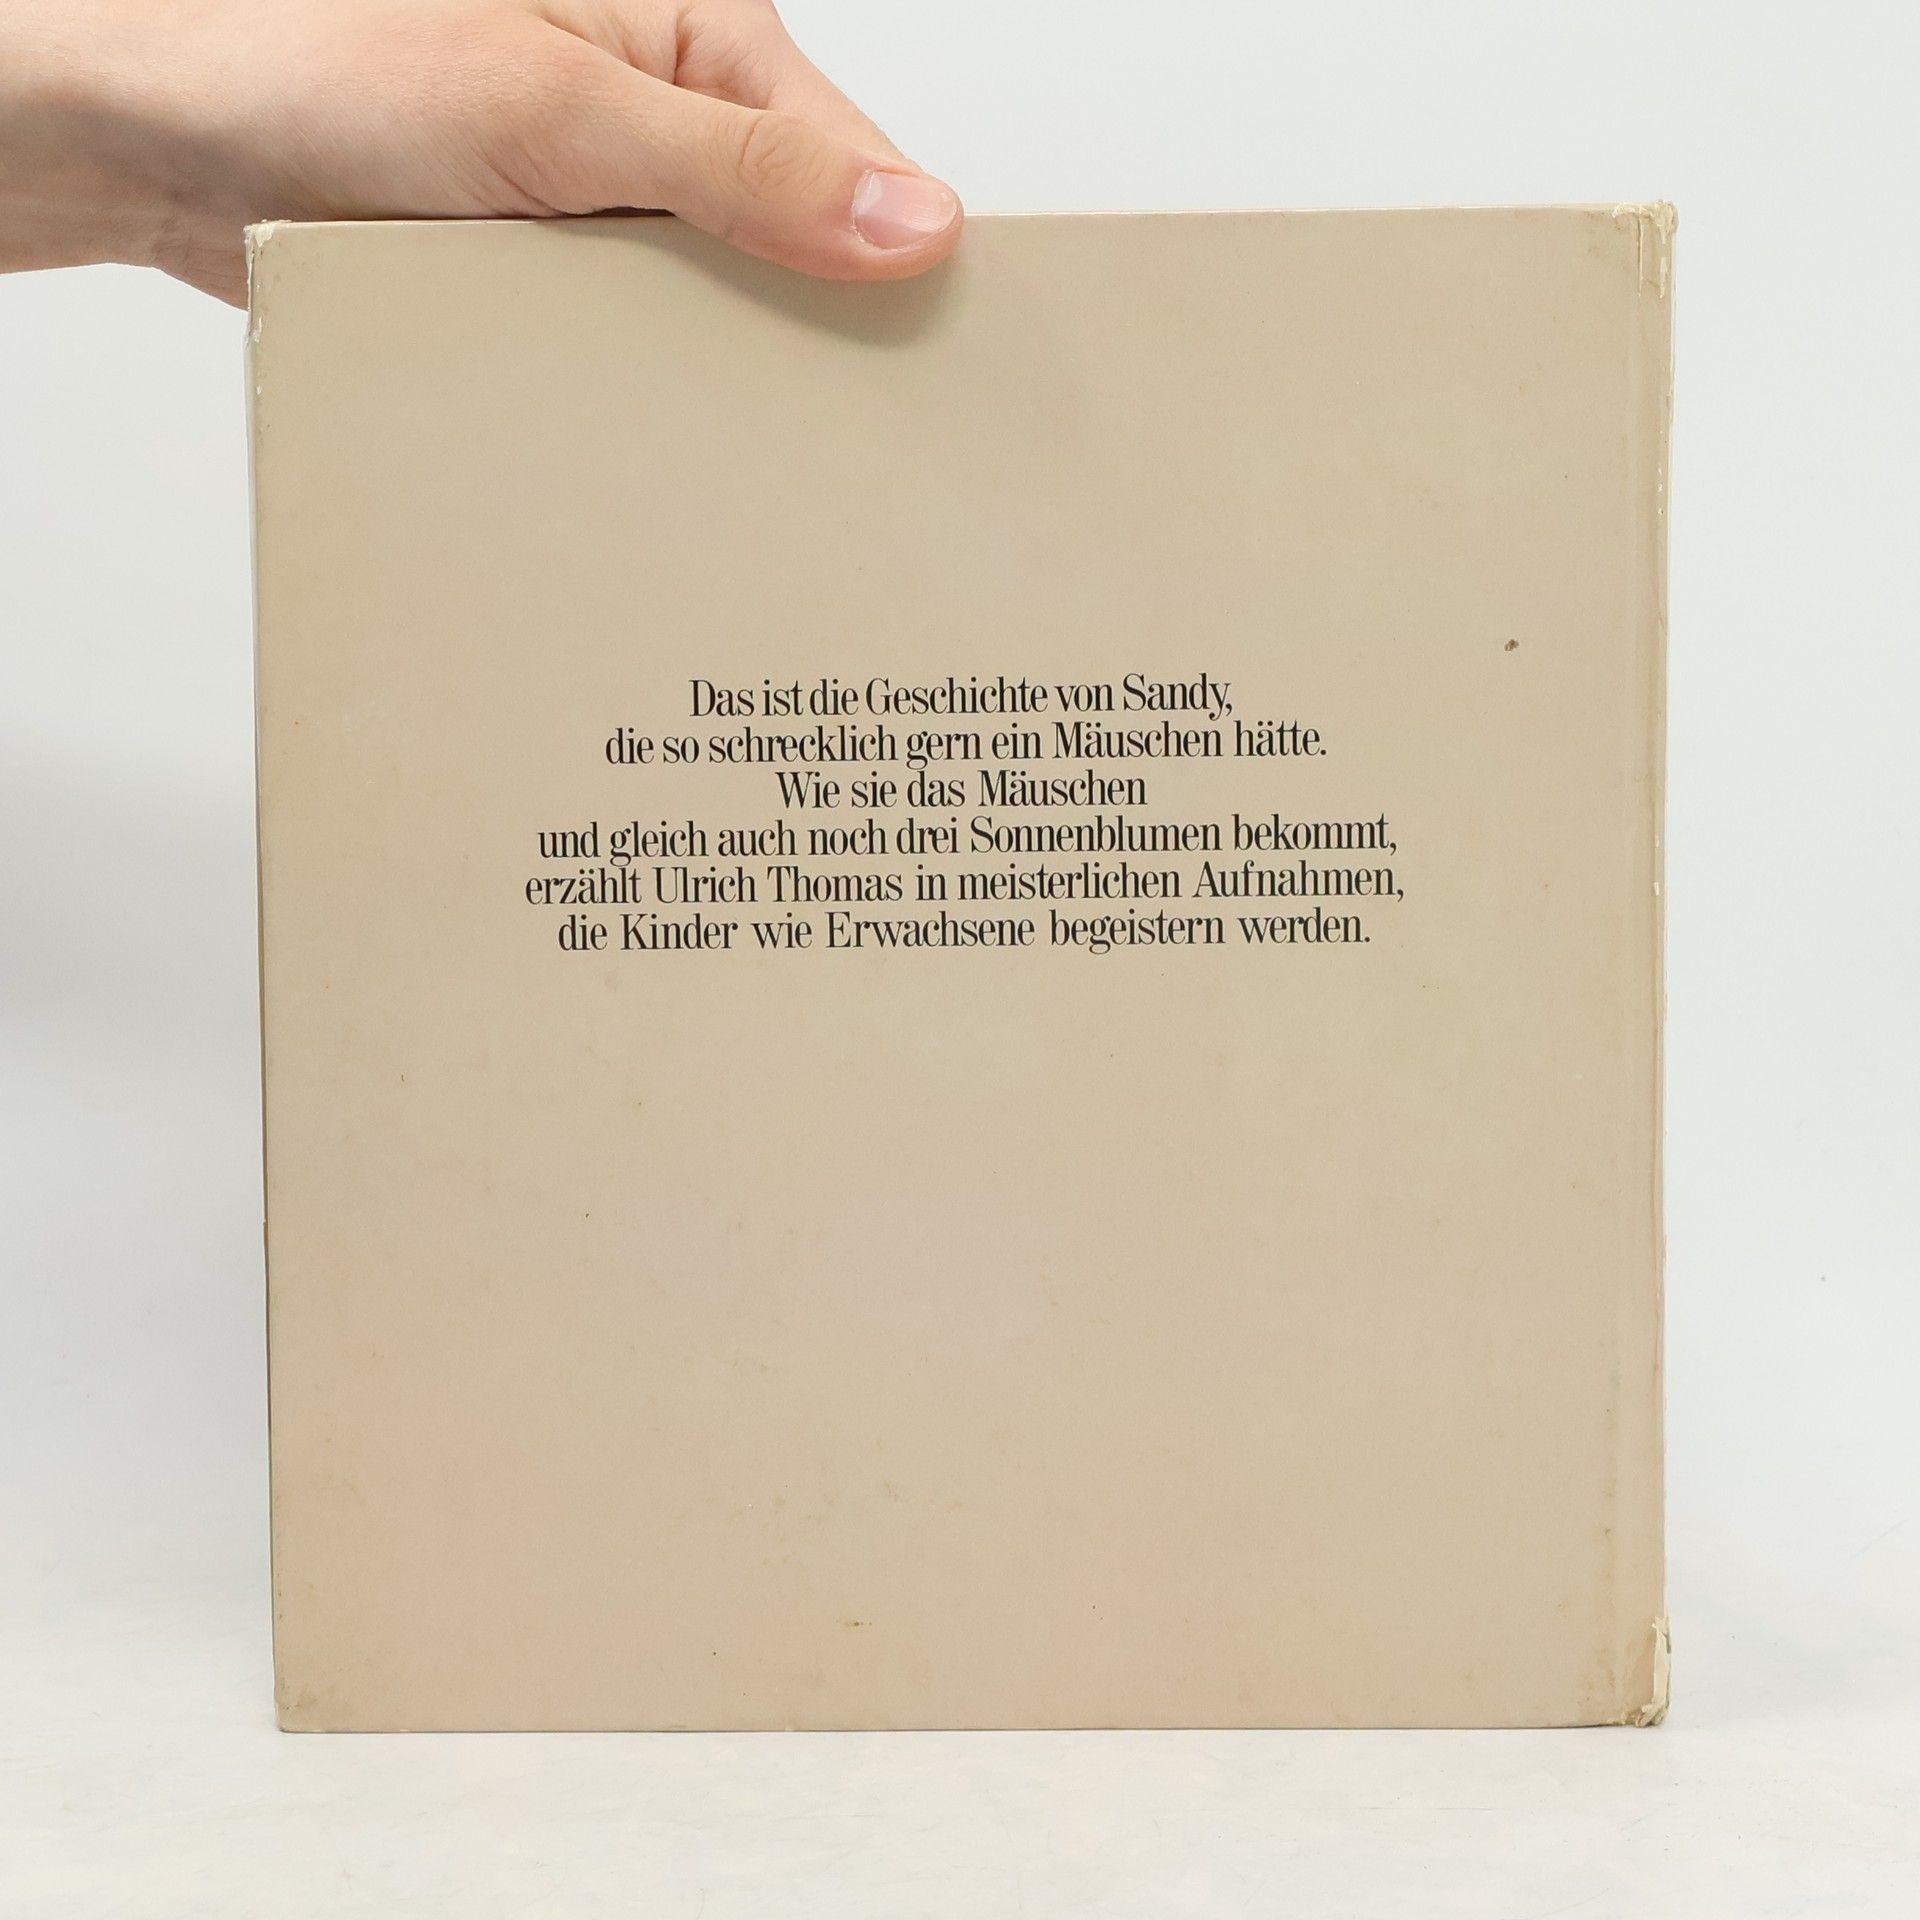 Das ist die Geschichte von Sandy,
die so schrecklich gern ein Mäuschen hätte.
Wie sie das Mäuschen
und gleich auch noch drei Sonnenblumen bekommt,
erzählt Ulrich Thomas in meisterlichen Aufnahmen,
die Kinder wie Erwachsene begeistern werden.